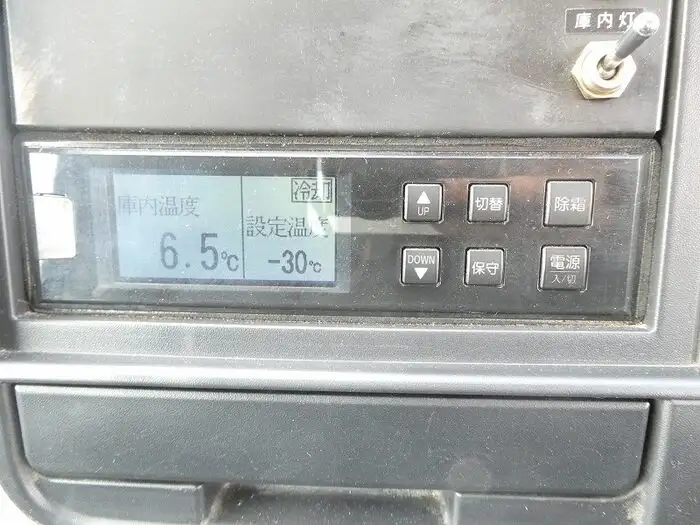 庫内灯
庫内温度
6.5℃
冷却
設定温度
-30℃
UP
切替
除霜
DOWN
保守
電源
入/切